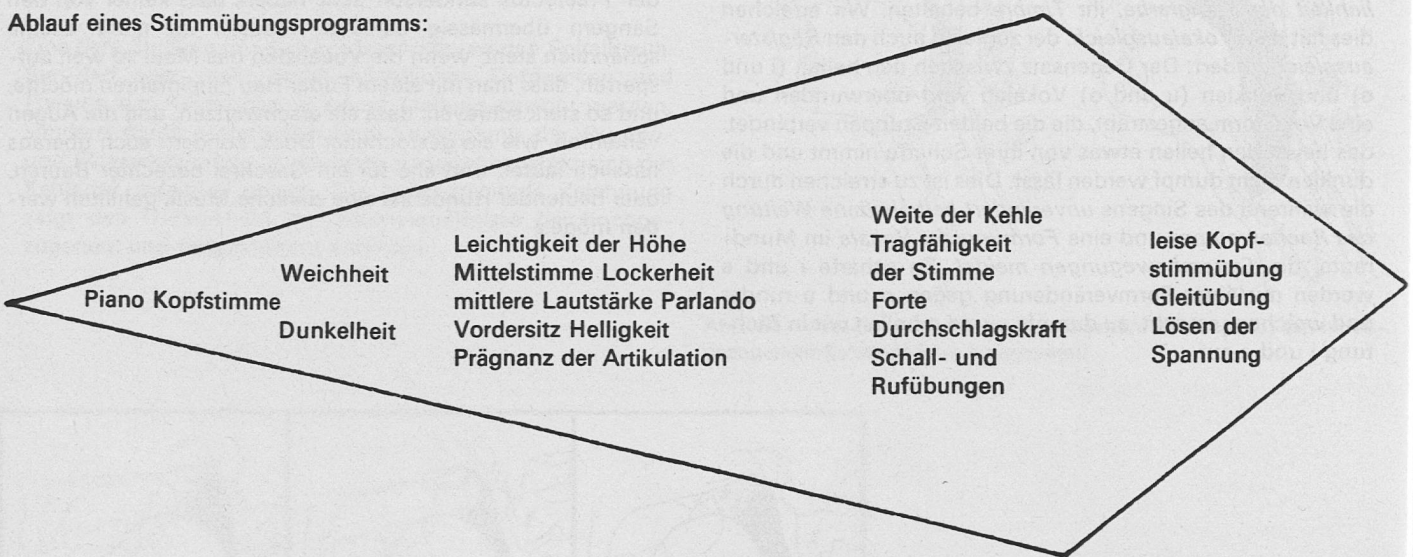 Ablauf eines Stimmübungsprogramms:
Piano Kopfstimme
Weichheit
Dunkelheit
Leichtigkeit der Höhe
Mittelstimme Lockerheit
mittlere Lautstärke Parlando
Vordersitz Helligkeit
Prägnanz der Artikulation
Weite der Kehle
Tragfähigkeit
der Stimme
Forte
Durchschlagskraft
Schall- und
Rufübungen
leise Kopf-
stimmübung
Gleitübung
Lösen der
Spannung